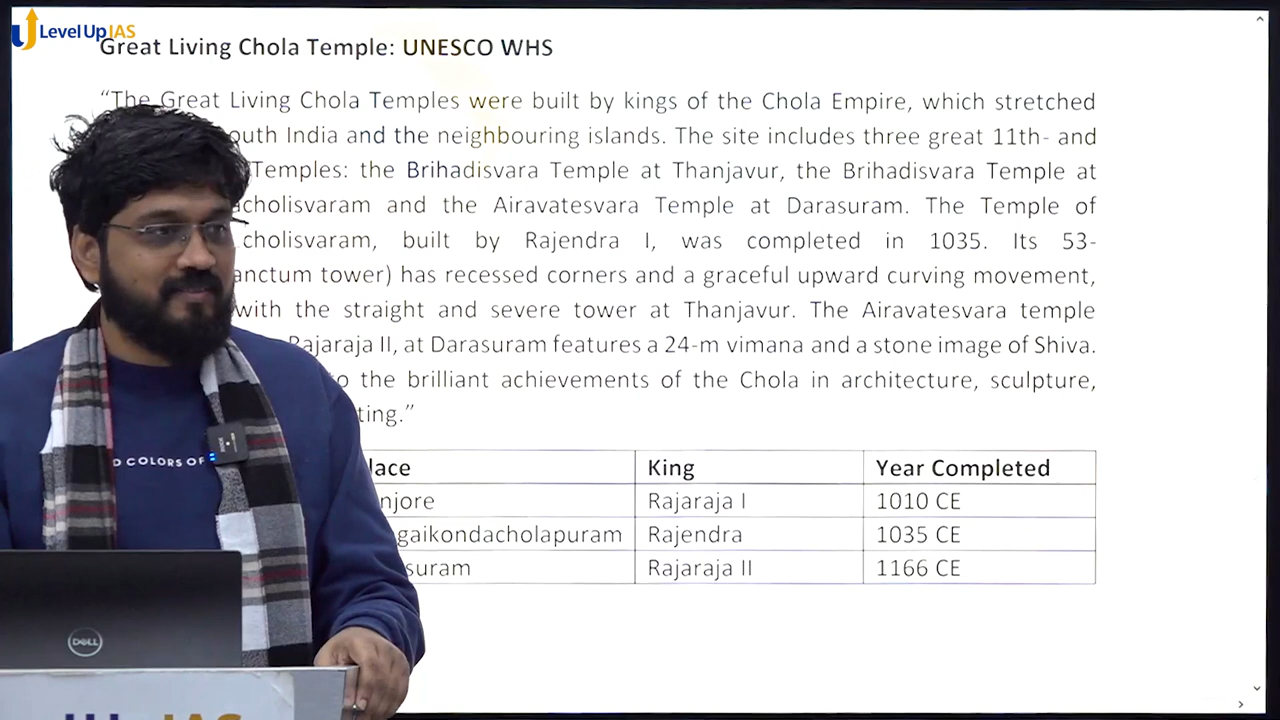 Level Up IAS
Great Living Chola Temple: UNESCO WHS
“The Great Living Chola Temples were built by kings of the Chola Empire, which stretched
outh India and the neighbouring islands. The site includes three great 11th- and
Temples: the Brihadisvara Temple at Thanjavur, the Brihadisvara Temple at
acholisvaram and the Airavatesvara Temple at Darasuram. The Temple of
cholisvaram, built by Rajendra I, was completed in 1035. Its 53-
anctum tower) has recessed corners and a graceful upward curving movement,
with the straight and severe tower at Thanjavur. The Airavatesvara temple
Rajaraja II, at Darasuram features a 24-m vimana and a stone image of Shiva.
o the brilliant achievements of the Chola in architecture, sculpture,
ting.”
lace King Year Completed
njore Rajaraja I 1010 CE
gaikondacholapuram Rajendra 1035 CE
suram Rajaraja II 1166 CE
D COLORS OF
DELL